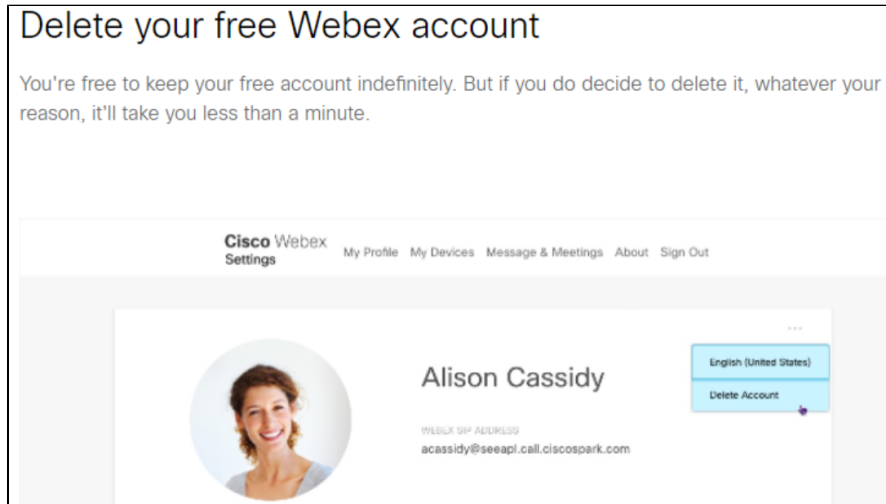 Delete your free Webex account
You're free to keep your free account indefinitely. But if you do decide to delete it, whatever your
reason, it'll take you less than a minute.
Cisco Webex
Settings
My Profile My Devices Message & Meetings About Sign Out
English (United States)
Alison Cassidy
Delete Account
WEBEX SIP ADDRESS
acassidy@seeapl.call.ciscospark.com